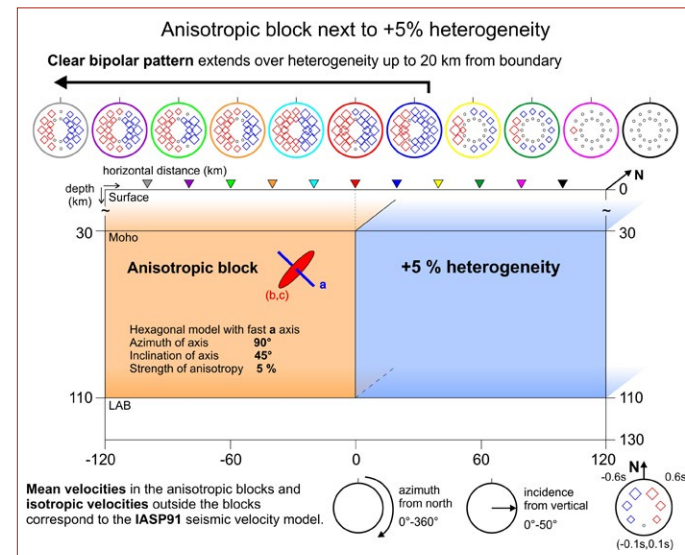 Anisotropic block next to +5% heterogeneity
Clear bipolar pattern extends over heterogeneity up to 20 km from boundary
horizontal distance (km)
depth
(km)
Surface
N
0
~
~
30
Moho
30
Anisotropic block
+5 % heterogeneity
a
(b,c)
Hexagonal model with fast a axis
Azimuth of axis 90°
Inclination of axis 45°
Strength of anisotropy 5 %
110
LAB
110
130
-120
-60
0
60
120
Mean velocities in the anisotropic blocks and
isotropic velocities outside the blocks
correspond to the IASP91 seismic velocity model.
azimuth
from north
0°-360°
incidence
from vertical
0°-50°
N
-0.6s
0.6s
(-0.1s,0.1s)